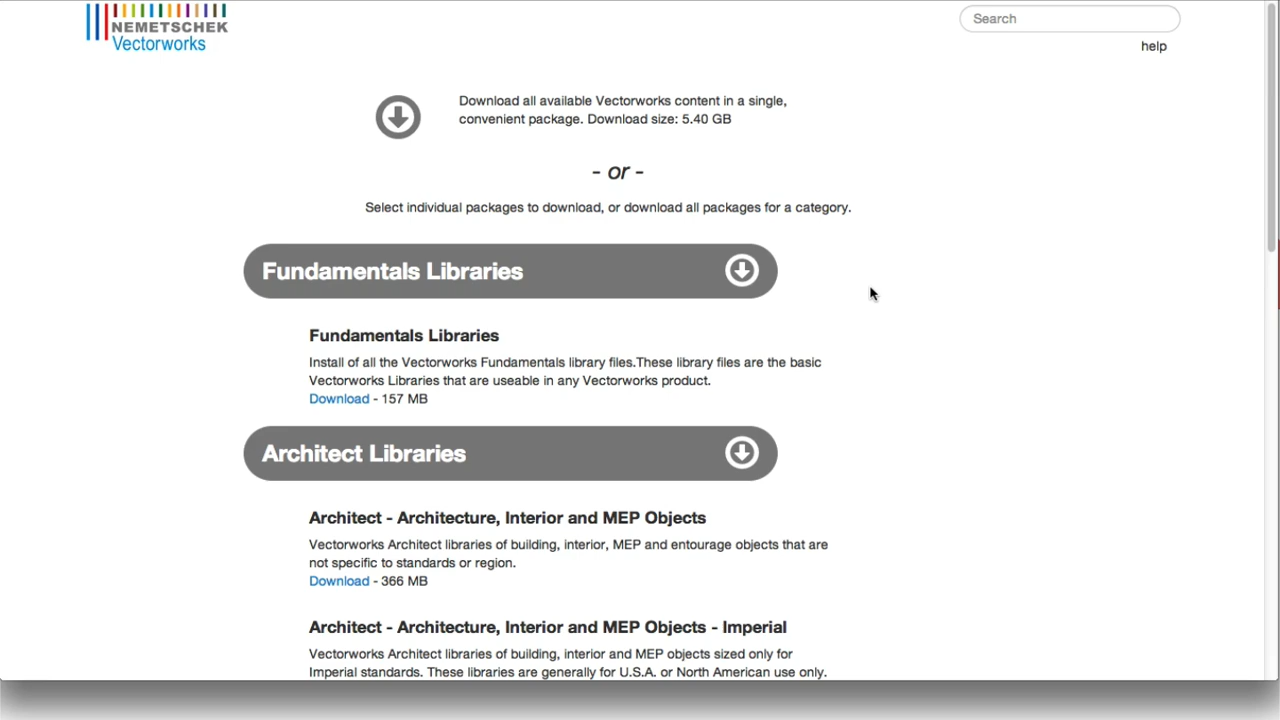 NEMETSCHEK
Vectorworks
Search
help
Download all available Vectorworks content in a single,
convenient package. Download size: 5.40 GB
- or -
Select individual packages to download, or download all packages for a category.
Fundamentals Libraries
Fundamentals Libraries
Install of all the Vectorworks Fundamentals library files.These library files are the basic
Vectorworks Libraries that are useable in any Vectorworks product.
Download - 157 MB
Architect Libraries
Architect - Architecture, Interior and MEP Objects
Vectorworks Architect libraries of building, interior, MEP and entourage objects that are
not specific to standards or region.
Download - 366 MB
Architect - Architecture, Interior and MEP Objects - Imperial
Vectorworks Architect libraries of building, interior and MEP objects sized only for
Imperial standards. These libraries are generally for U.S.A. or North American use only.